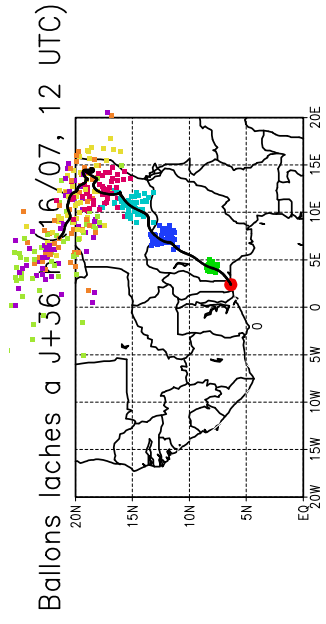 Ballons laches a J+36 16/07, 12 UTC)
20N
15N
10N
5N
EQ
0
20W 15W 10W 5W 0 5E 10E 15E 20E